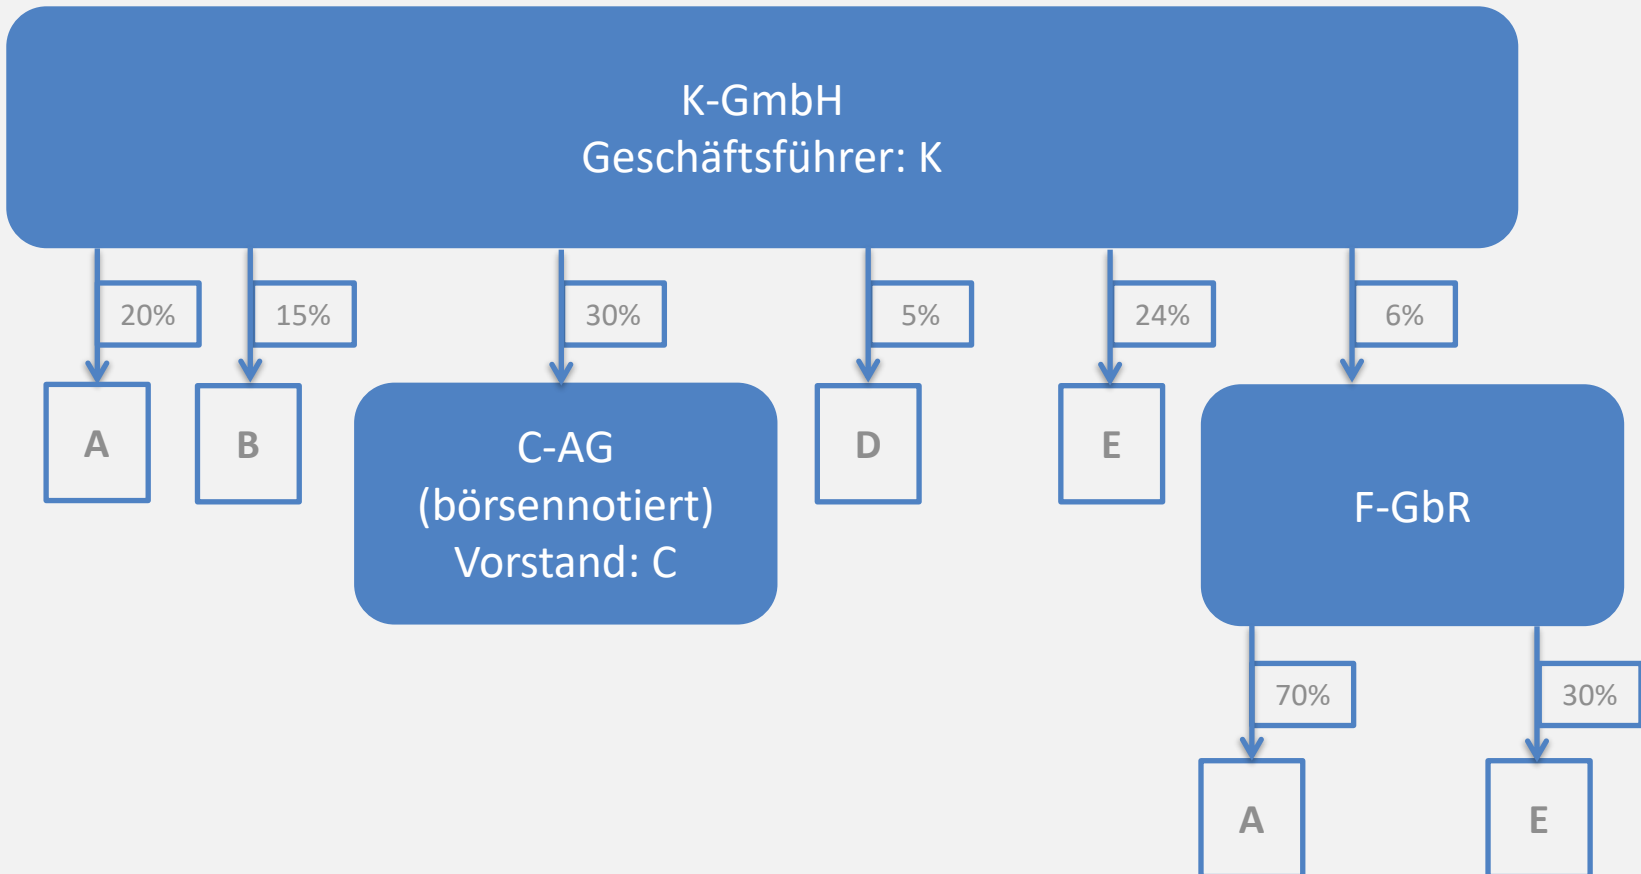 K-GmbH
Geschäftsführer: K
20%
15%
30%
5%
24%
6%
A
B
C-AG
(börsennotiert)
Vorstand: C
D
E
F-GbR
70%
30%
A
E